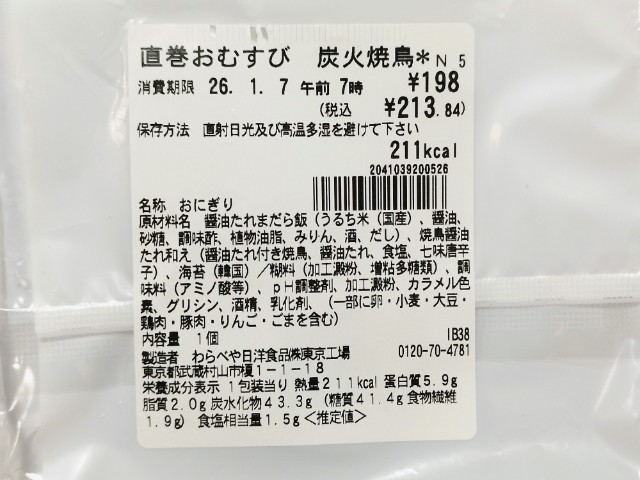 直巻おむすび 炭火焼鳥* N 5
消費期限 26. 1. 7 午前 7時 ¥198
(税込 ¥213.84)
保存方法 直射日光及び高温多湿を避けて下さい
211kcal
2041039200526
名称 おにぎり
原材料名 醤油たれまだら飯（うるち米（国産）、醤油、
砂糖、調味酢、植物油脂、みりん、酒、だし）、焼鳥醤油
たれ和え（醤油たれ付き焼鳥、醤油たれ、食塩、七味唐辛
子）、海苔（韓国）／糊料（加工澱粉、増粘多糖類）、調
味料（アミノ酸等）、pH調整剤、加工澱粉、カラメル色
素、グリシン、酒精、乳化剤、（一部に卵・小麦・大豆・
鶏肉・豚肉・りんご・ごまを含む）
内容量 1個 IB38
製造者 わらべや日洋食品㈱東京工場 0120-70-4781
東京都武蔵村山市榎1-1-18
栄養成分表示 1包装当り 熱量211kcal 蛋白質5.9g
脂質2.0g 炭水化物43.3g （糖質41.4g 食物繊維
1.9g） 食塩相当量1.5g＜推定値＞